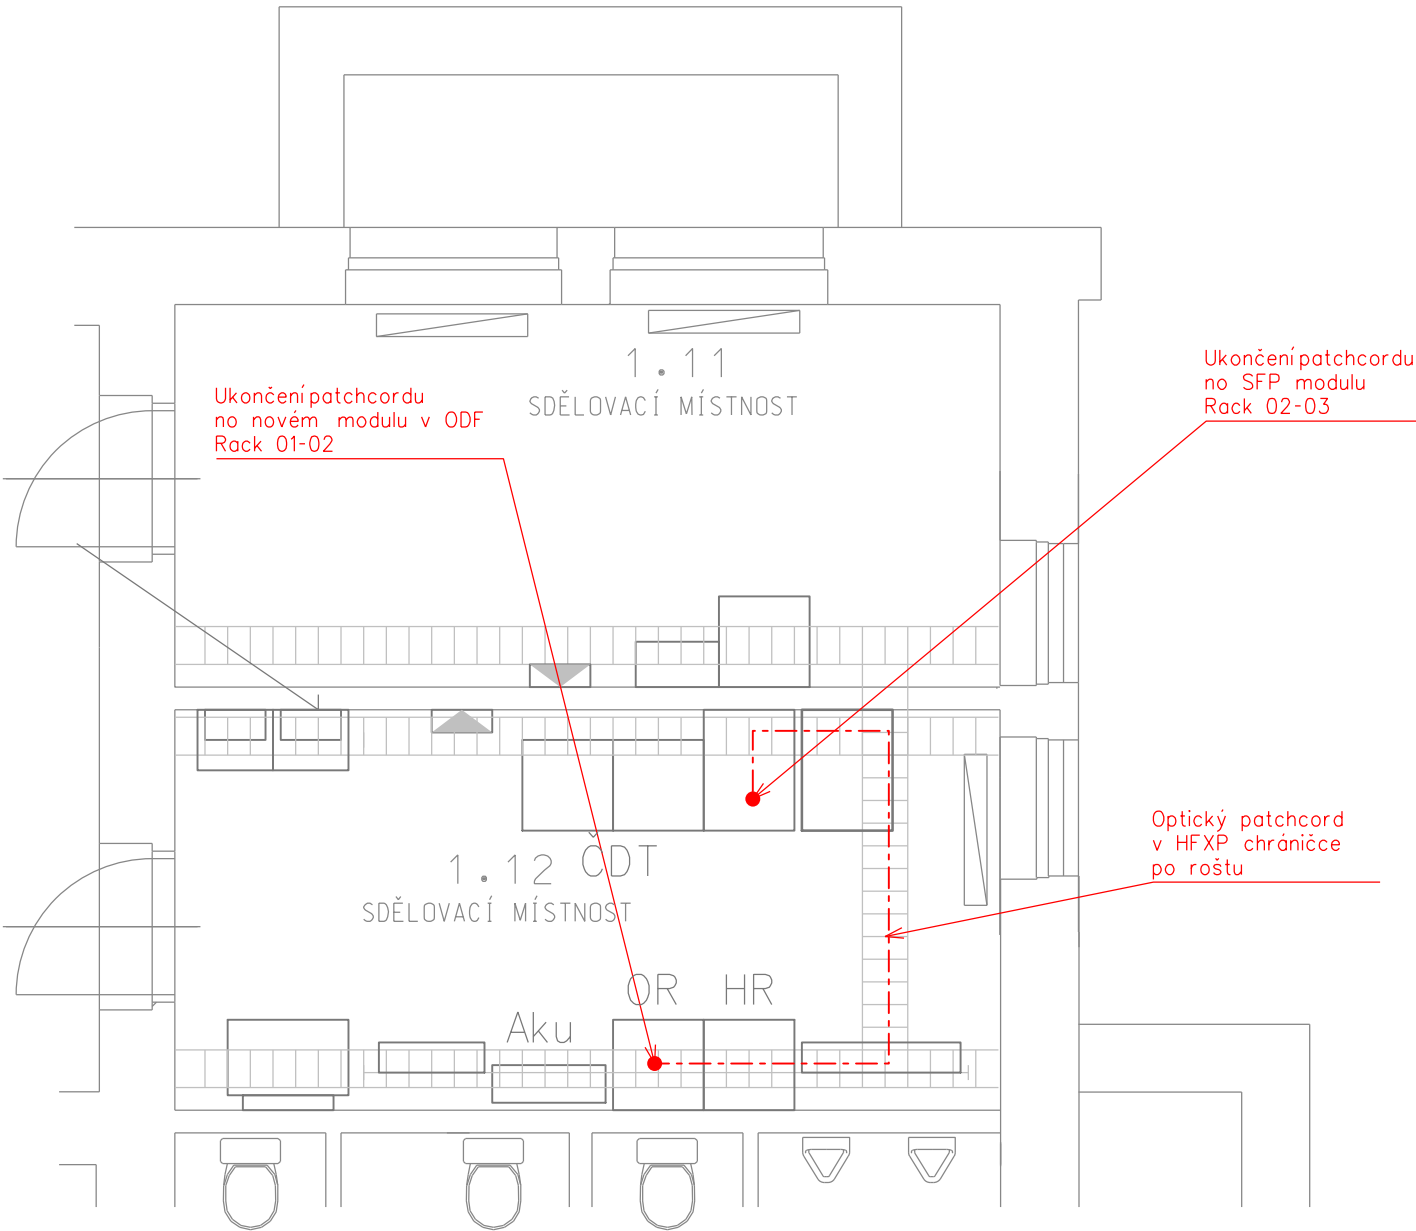 1.11
SDĚLOVACÍ MÍSTNOST
Ukončení patchcordu
no SFP modulu
Rack 02-03
Ukončení patchcordu
no novém modulu v ODF
Rack 01-02
Optický patchcord
v HFXP chráničce
po roštu
1.12
ČDT
SDĚLOVACÍ MÍSTNOST
OR
HR
Aku